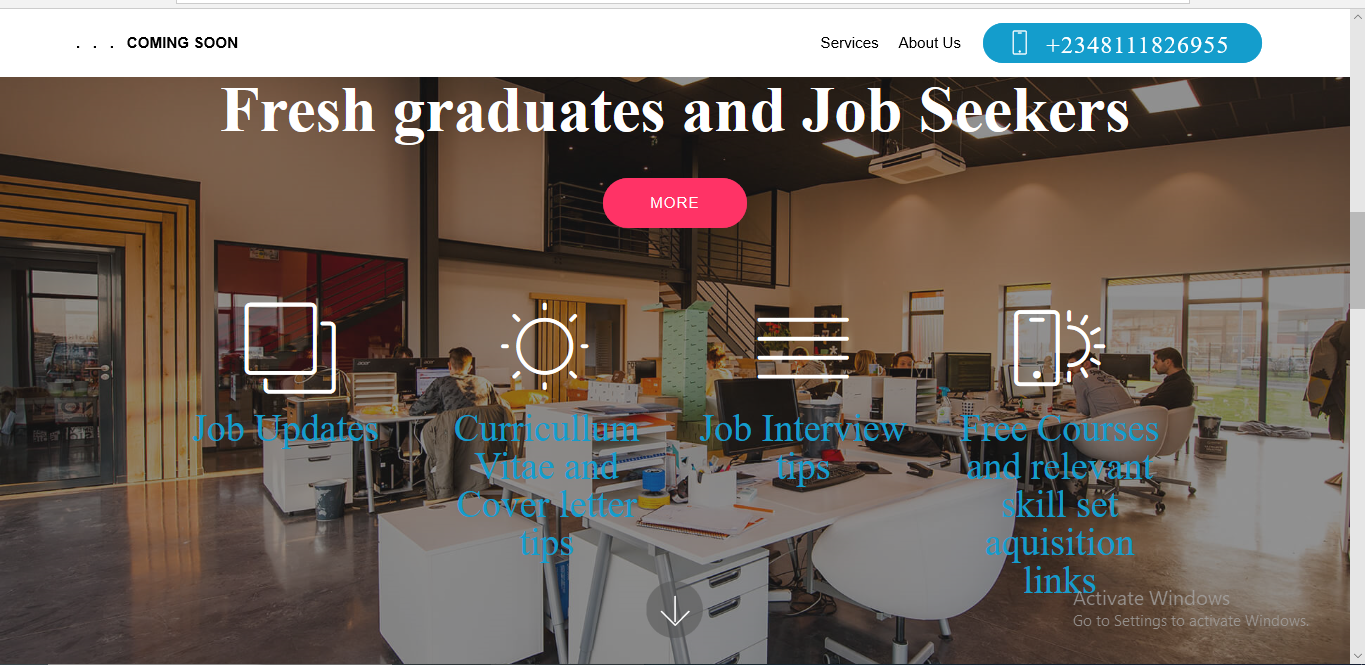 . . . COMING SOON
Services About Us +2348111826955
Fresh graduates and Job Seekers
MORE
Job Updates
Curricullum
Vitae and
Cover letter
tips
Job Interview
tips
Free Courses
and relevant
skill set
aquisition
links
Activate Windows
Go to Settings to activate Windows.